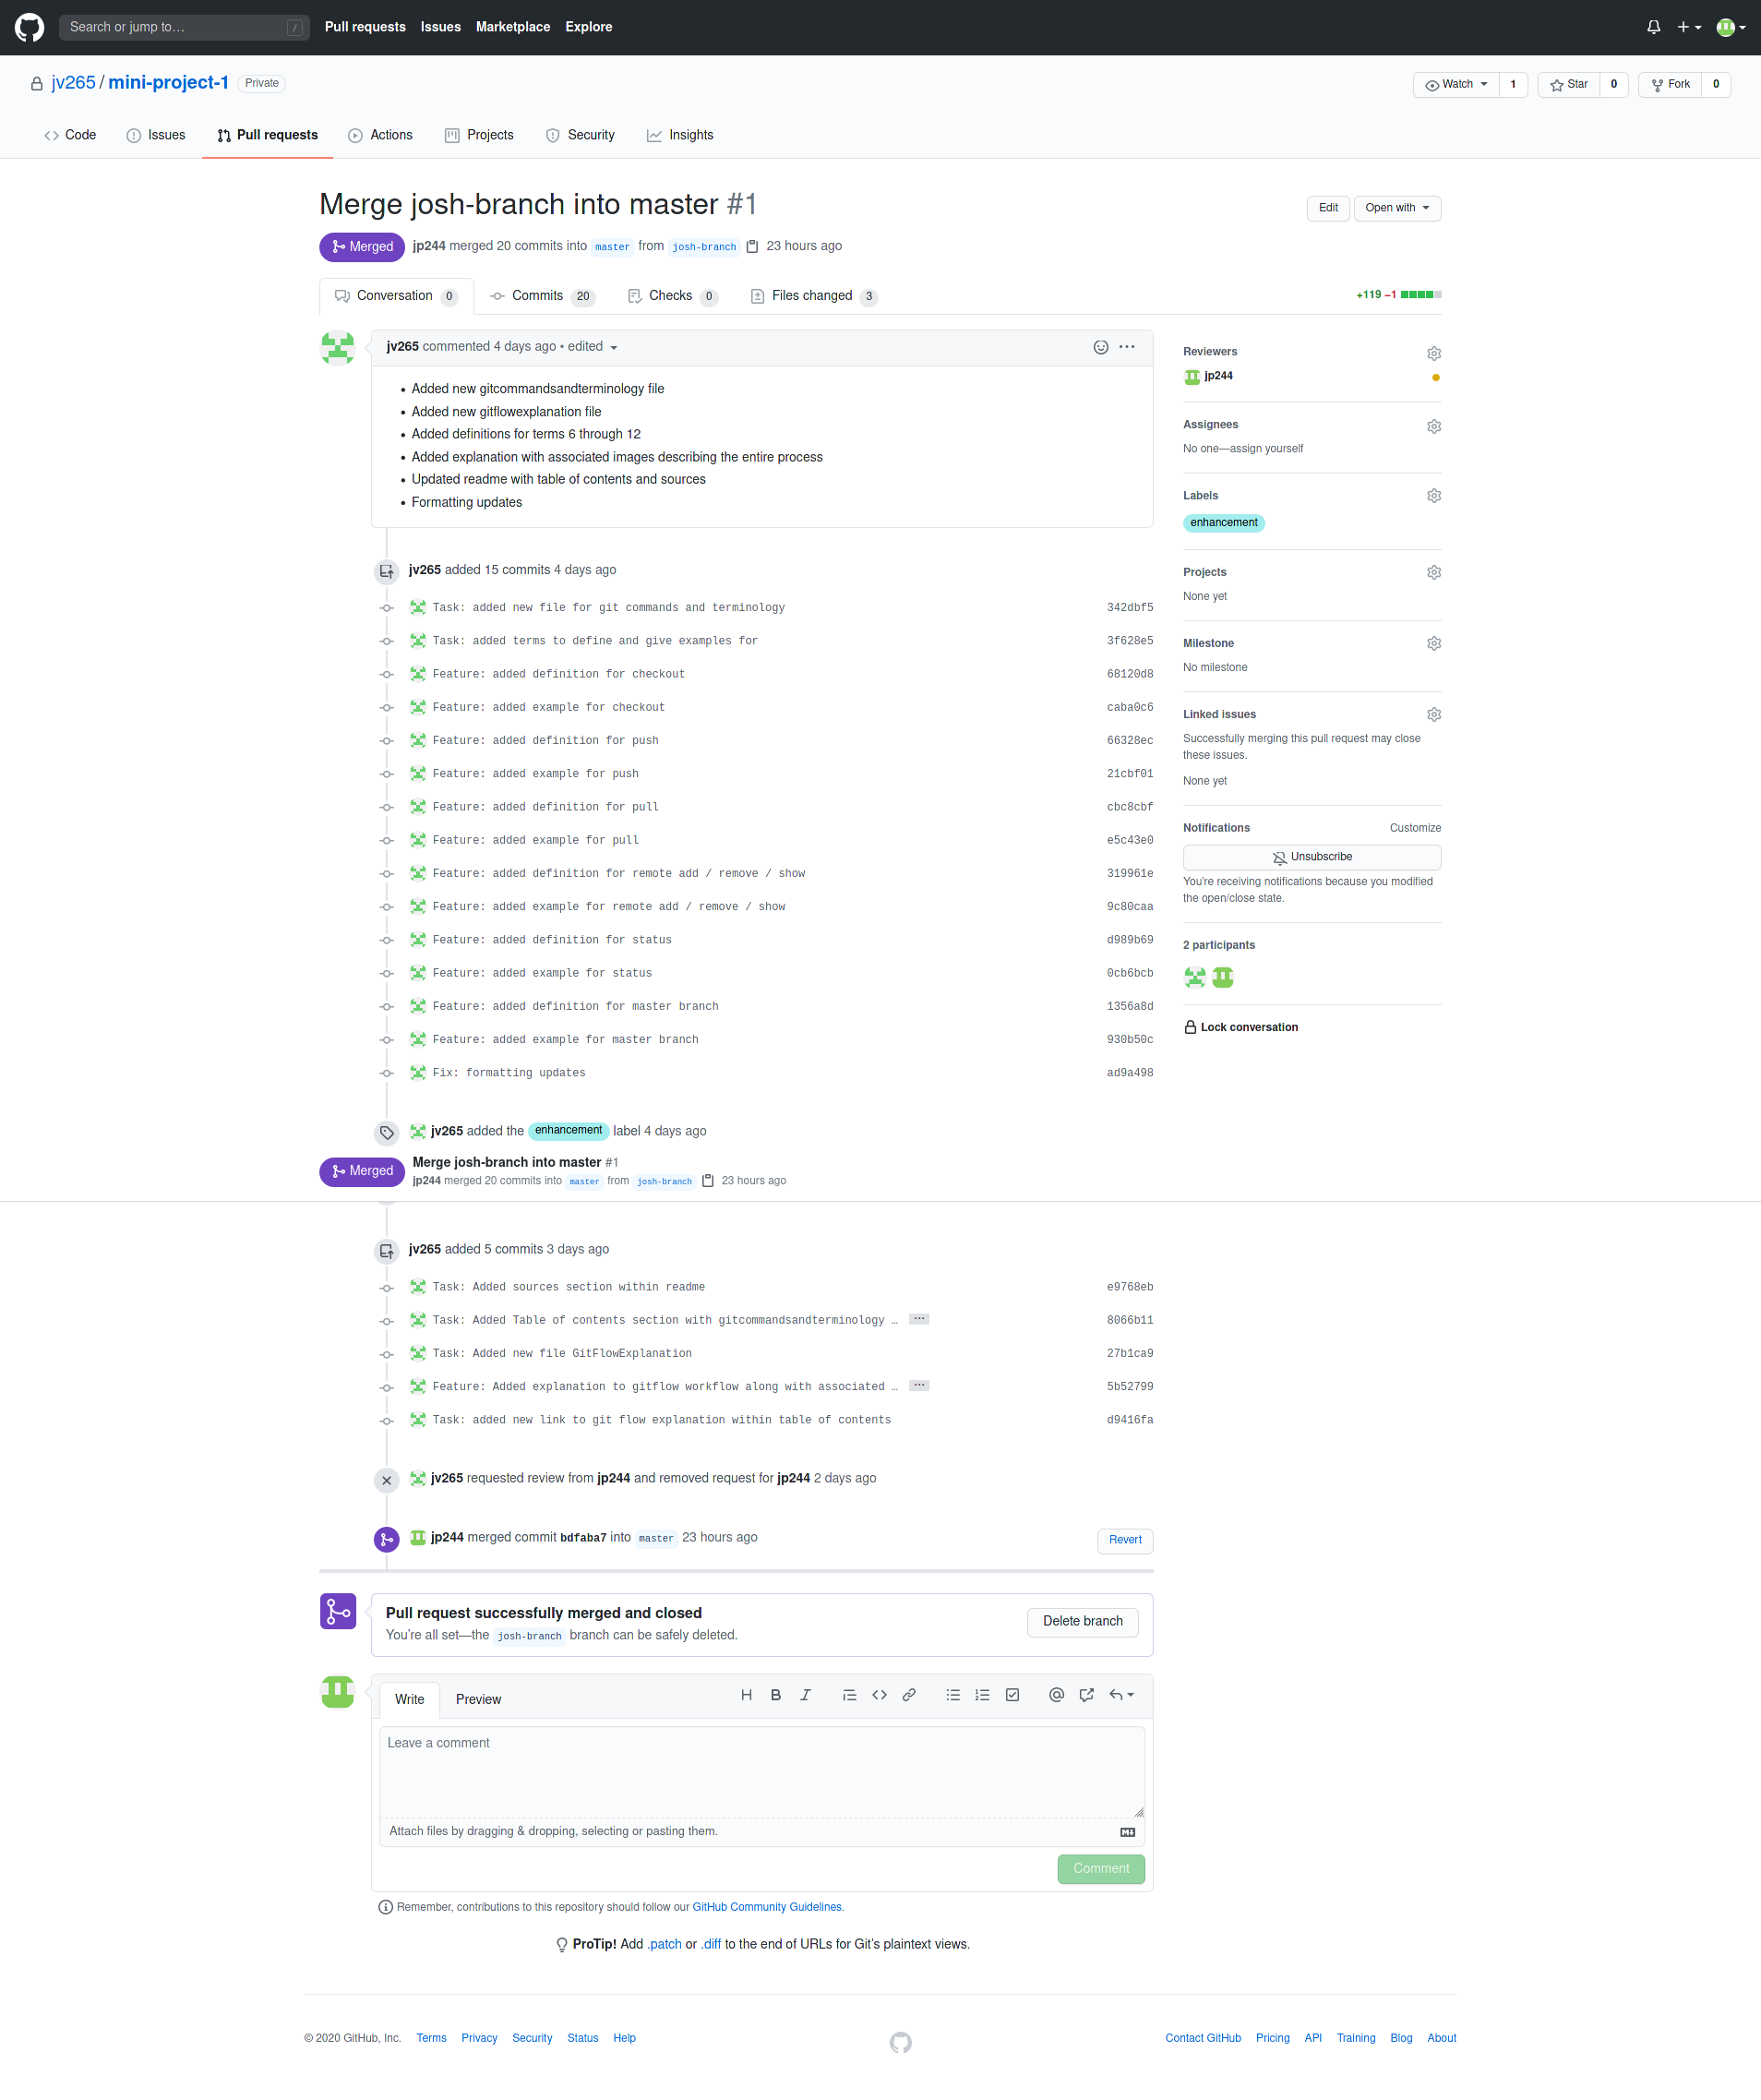 Search or jump to… / Pull requests Issues Marketplace Explore
jv265 / mini-project-1 Private Watch 1 Star 0 Fork 0
Code Issues Pull requests Actions Projects Security Insights
Merge josh-branch into master #1 Edit Open with
Merged jp244 merged 20 commits into master from josh-branch 23 hours ago
Conversation 0 Commits 20 Checks 0 Files changed 3 +119 −1
jv265 commented 4 days ago • edited
• Added new gitcommandsandterminology file
• Added new gitflowexplanation file
• Added definitions for terms 6 through 12
• Added explanation with associated images describing the entire process
• Updated readme with table of contents and sources
• Formatting updates
jv265 added 15 commits 4 days ago
Task: added new file for git commands and terminology 342dbf5
Task: added terms to define and give examples for 3f628e5
Feature: added definition for checkout 68120d8
Feature: added example for checkout caba0c6
Feature: added definition for push 66328ec
Feature: added example for push 21cbf01
Feature: added definition for pull cbc8cbf
Feature: added example for pull e5c43e0
Feature: added definition for remote add / remove / show 319961e
Feature: added example for remote add / remove / show 9c80caa
Feature: added definition for status d989b69
Feature: added example for status 0cb6bcb
Feature: added definition for master branch 1356a8d
Feature: added example for master branch 930b50c
Fix: formatting updates ad9a498
jv265 added the enhancement label 4 days ago
Merged Merge josh-branch into master #1
jp244 merged 20 commits into master from josh-branch 23 hours ago
jv265 added 5 commits 3 days ago
Task: Added sources section within readme e9768eb
Task: Added Table of contents section with gitcommandsandterminology … ··· 8066b11
Task: Added new file GitFlowExplanation 27b1ca9
Feature: Added explanation to gitflow workflow along with associated … ··· 5b52799
Task: added new link to git flow explanation within table of contents d9416fa
jv265 requested review from jp244 and removed request for jp244 2 days ago
jp244 merged commit bdfaba7 into master 23 hours ago Revert
Pull request successfully merged and closed
You're all set—the josh-branch branch can be safely deleted. Delete branch
Write Preview H B I
Leave a comment
Attach files by dragging & dropping, selecting or pasting them.
Comment
Remember, contributions to this repository should follow our GitHub Community Guidelines.
ProTip! Add .patch or .diff to the end of URLs for Git's plaintext views.
Reviewers
jp244
Assignees
No one—assign yourself
Labels
enhancement
Projects
None yet
Milestone
No milestone
Linked issues
Successfully merging this pull request may close
these issues.
None yet
Notifications Customize
Unsubscribe
You're receiving notifications because you modified
the open/close state.
2 participants
Lock conversation
© 2020 GitHub, Inc. Terms Privacy Security Status Help Contact GitHub Pricing API Training Blog About